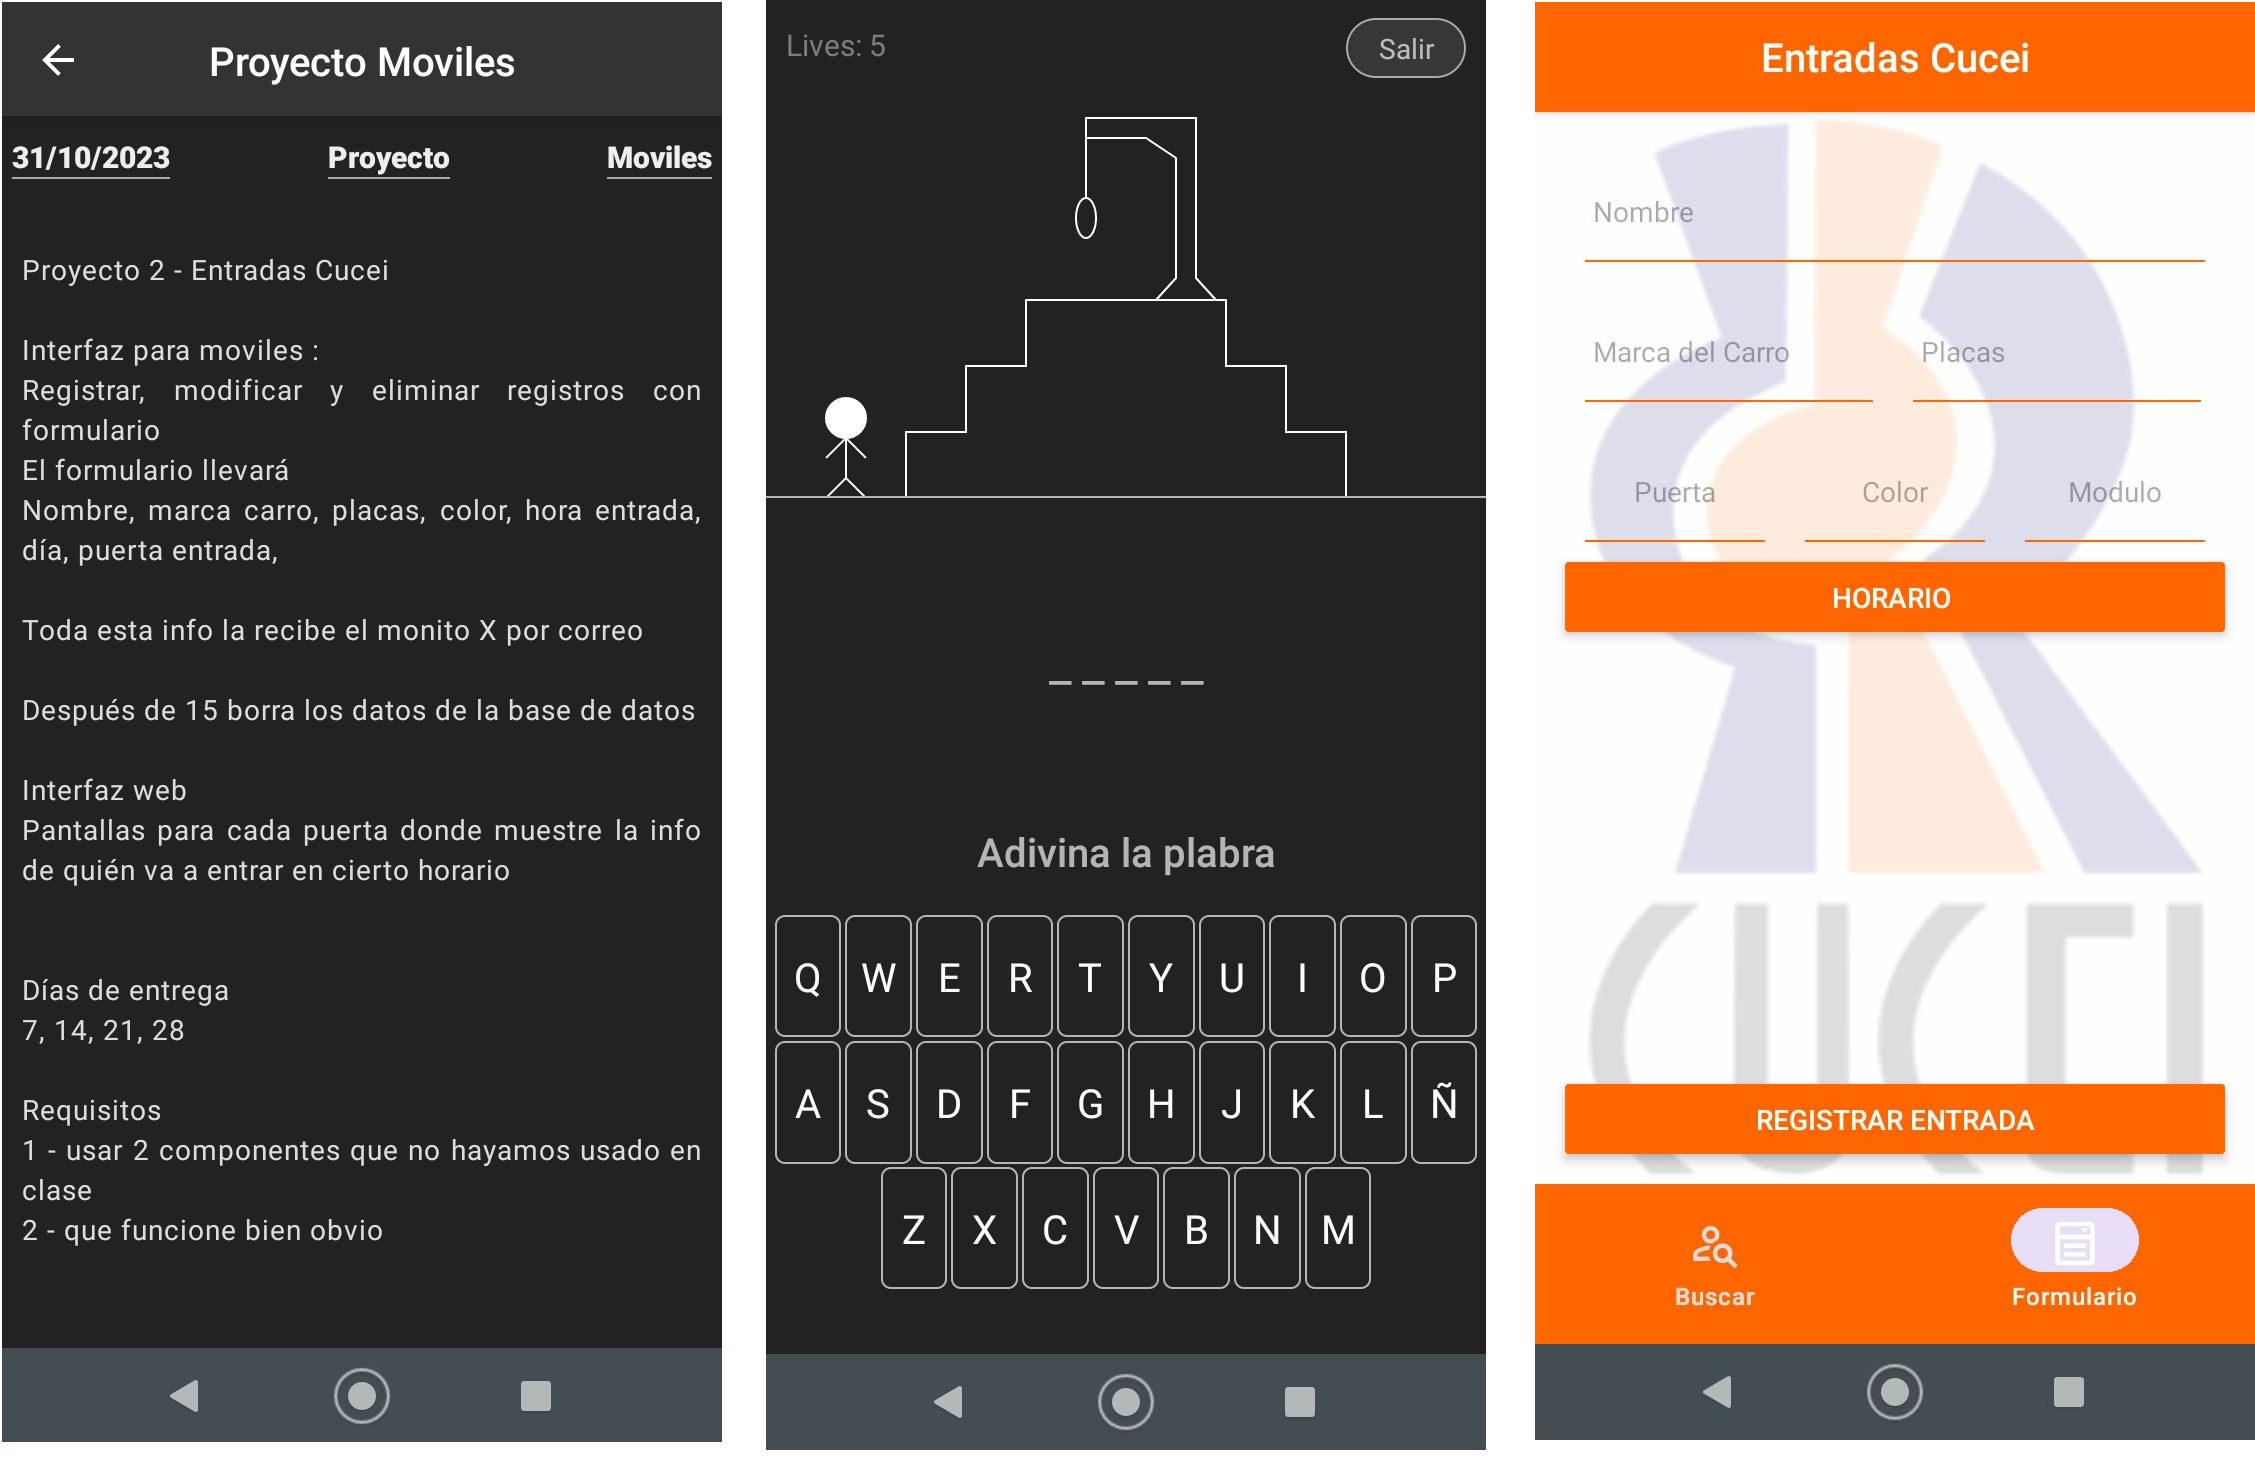 Proyecto Moviles
31/10/2023 Proyecto Moviles
Proyecto 2 - Entradas Cucei
Interfaz para moviles :
Registrar, modificar y eliminar registros con
formulario
El formulario llevará
Nombre, marca carro, placas, color, hora entrada,
día, puerta entrada,
Toda esta info la recibe el monito X por correo
Después de 15 borra los datos de la base de datos
Interfaz web
Pantallas para cada puerta donde muestre la info
de quién va a entrar en cierto horario
Días de entrega
7, 14, 21, 28
Requisitos
1 - usar 2 componentes que no hayamos usado en
clase
2 - que funcione bien obvio
Lives: 5 Salir
_ _ _ _ _
Adivina la plabra
Q W E R T Y U I O P
A S D F G H J K L Ñ
Z X C V B N M
Entradas Cucei
Nombre
Marca del Carro Placas
Puerta Color Modulo
HORARIO
CUCEI
REGISTRAR ENTRADA
Buscar Formulario